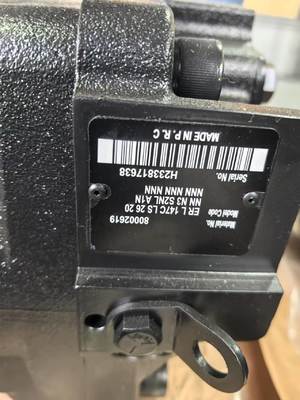 Material No.
80002619
Model Code
ER L 147C LS 26 20
NN N3 S2NL A1N
NNN NNN NNN
Serial No.
H233817638
MADE IN P. R. C